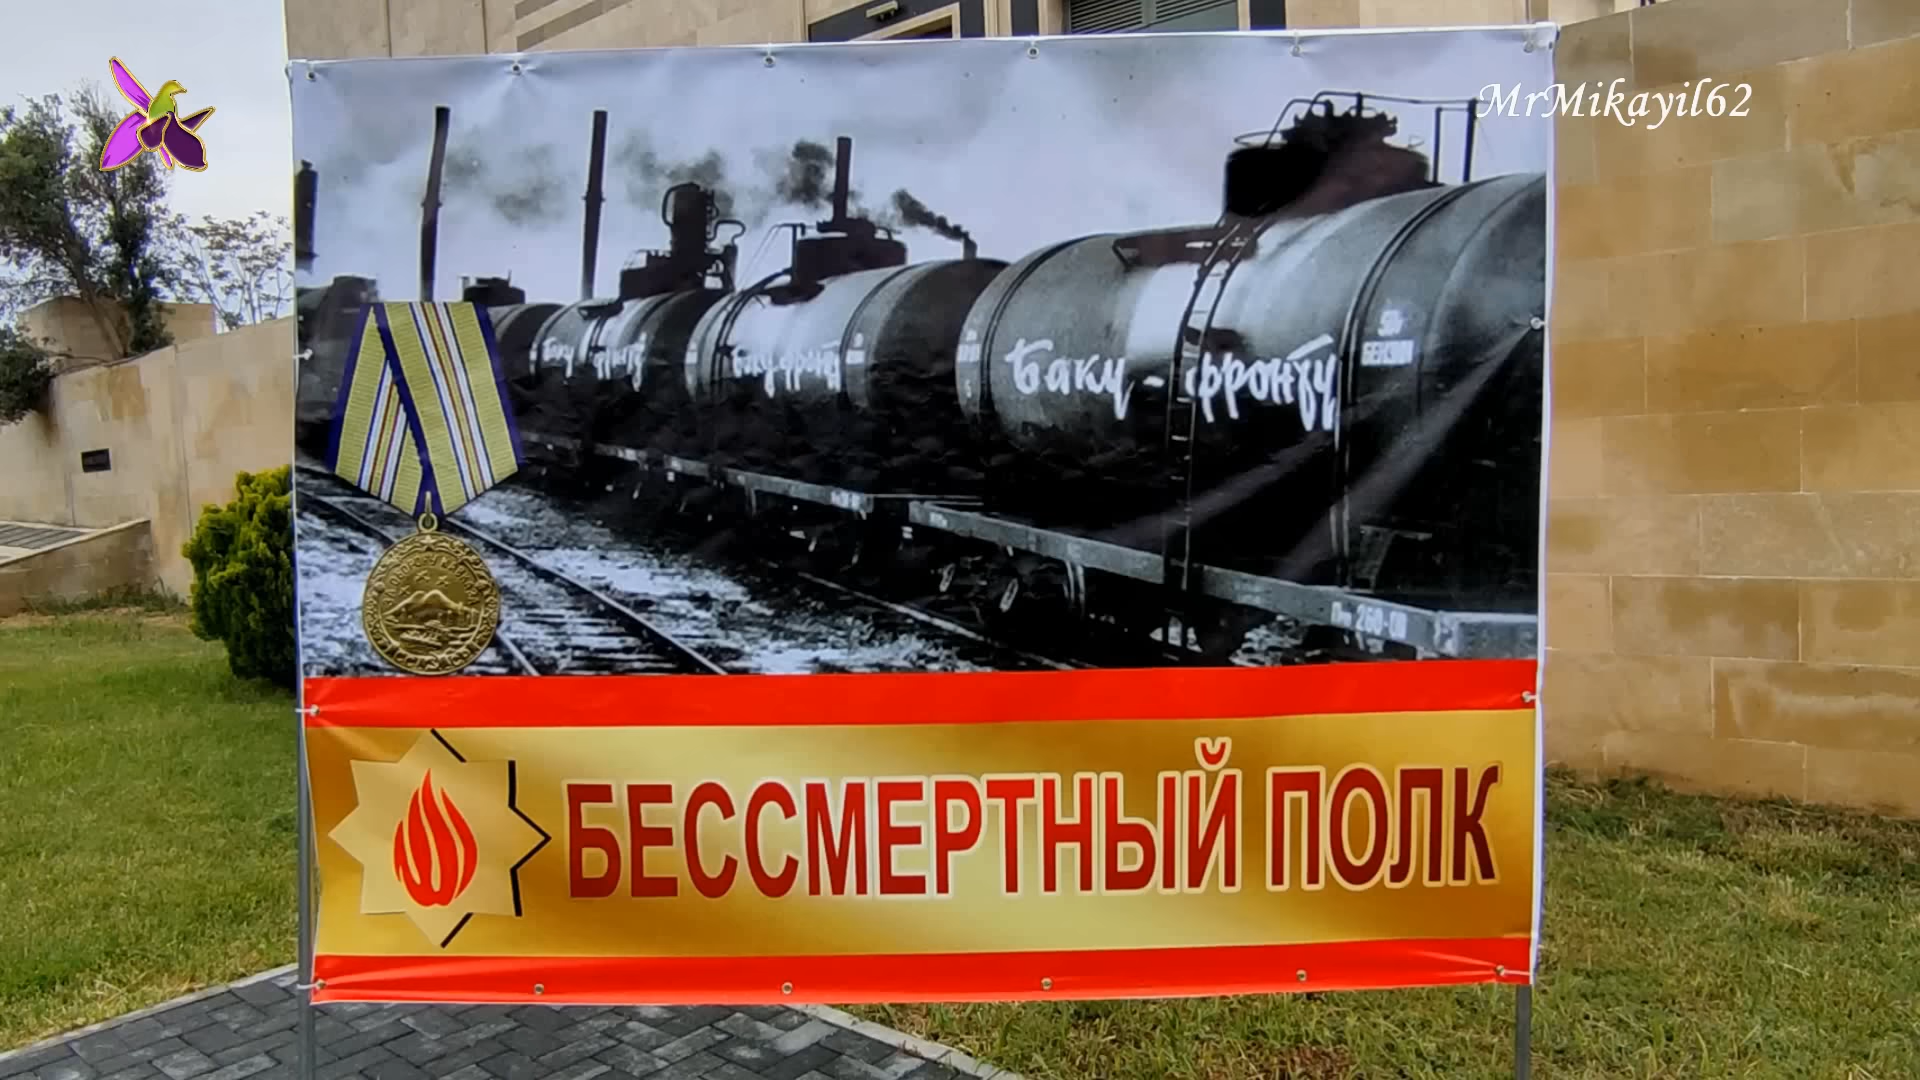 MrMikayil62
Баку - фронту
Баку - фронту
Баку - фронту
БЕНЗИН
БЕССМЕРТНЫЙ ПОЛК